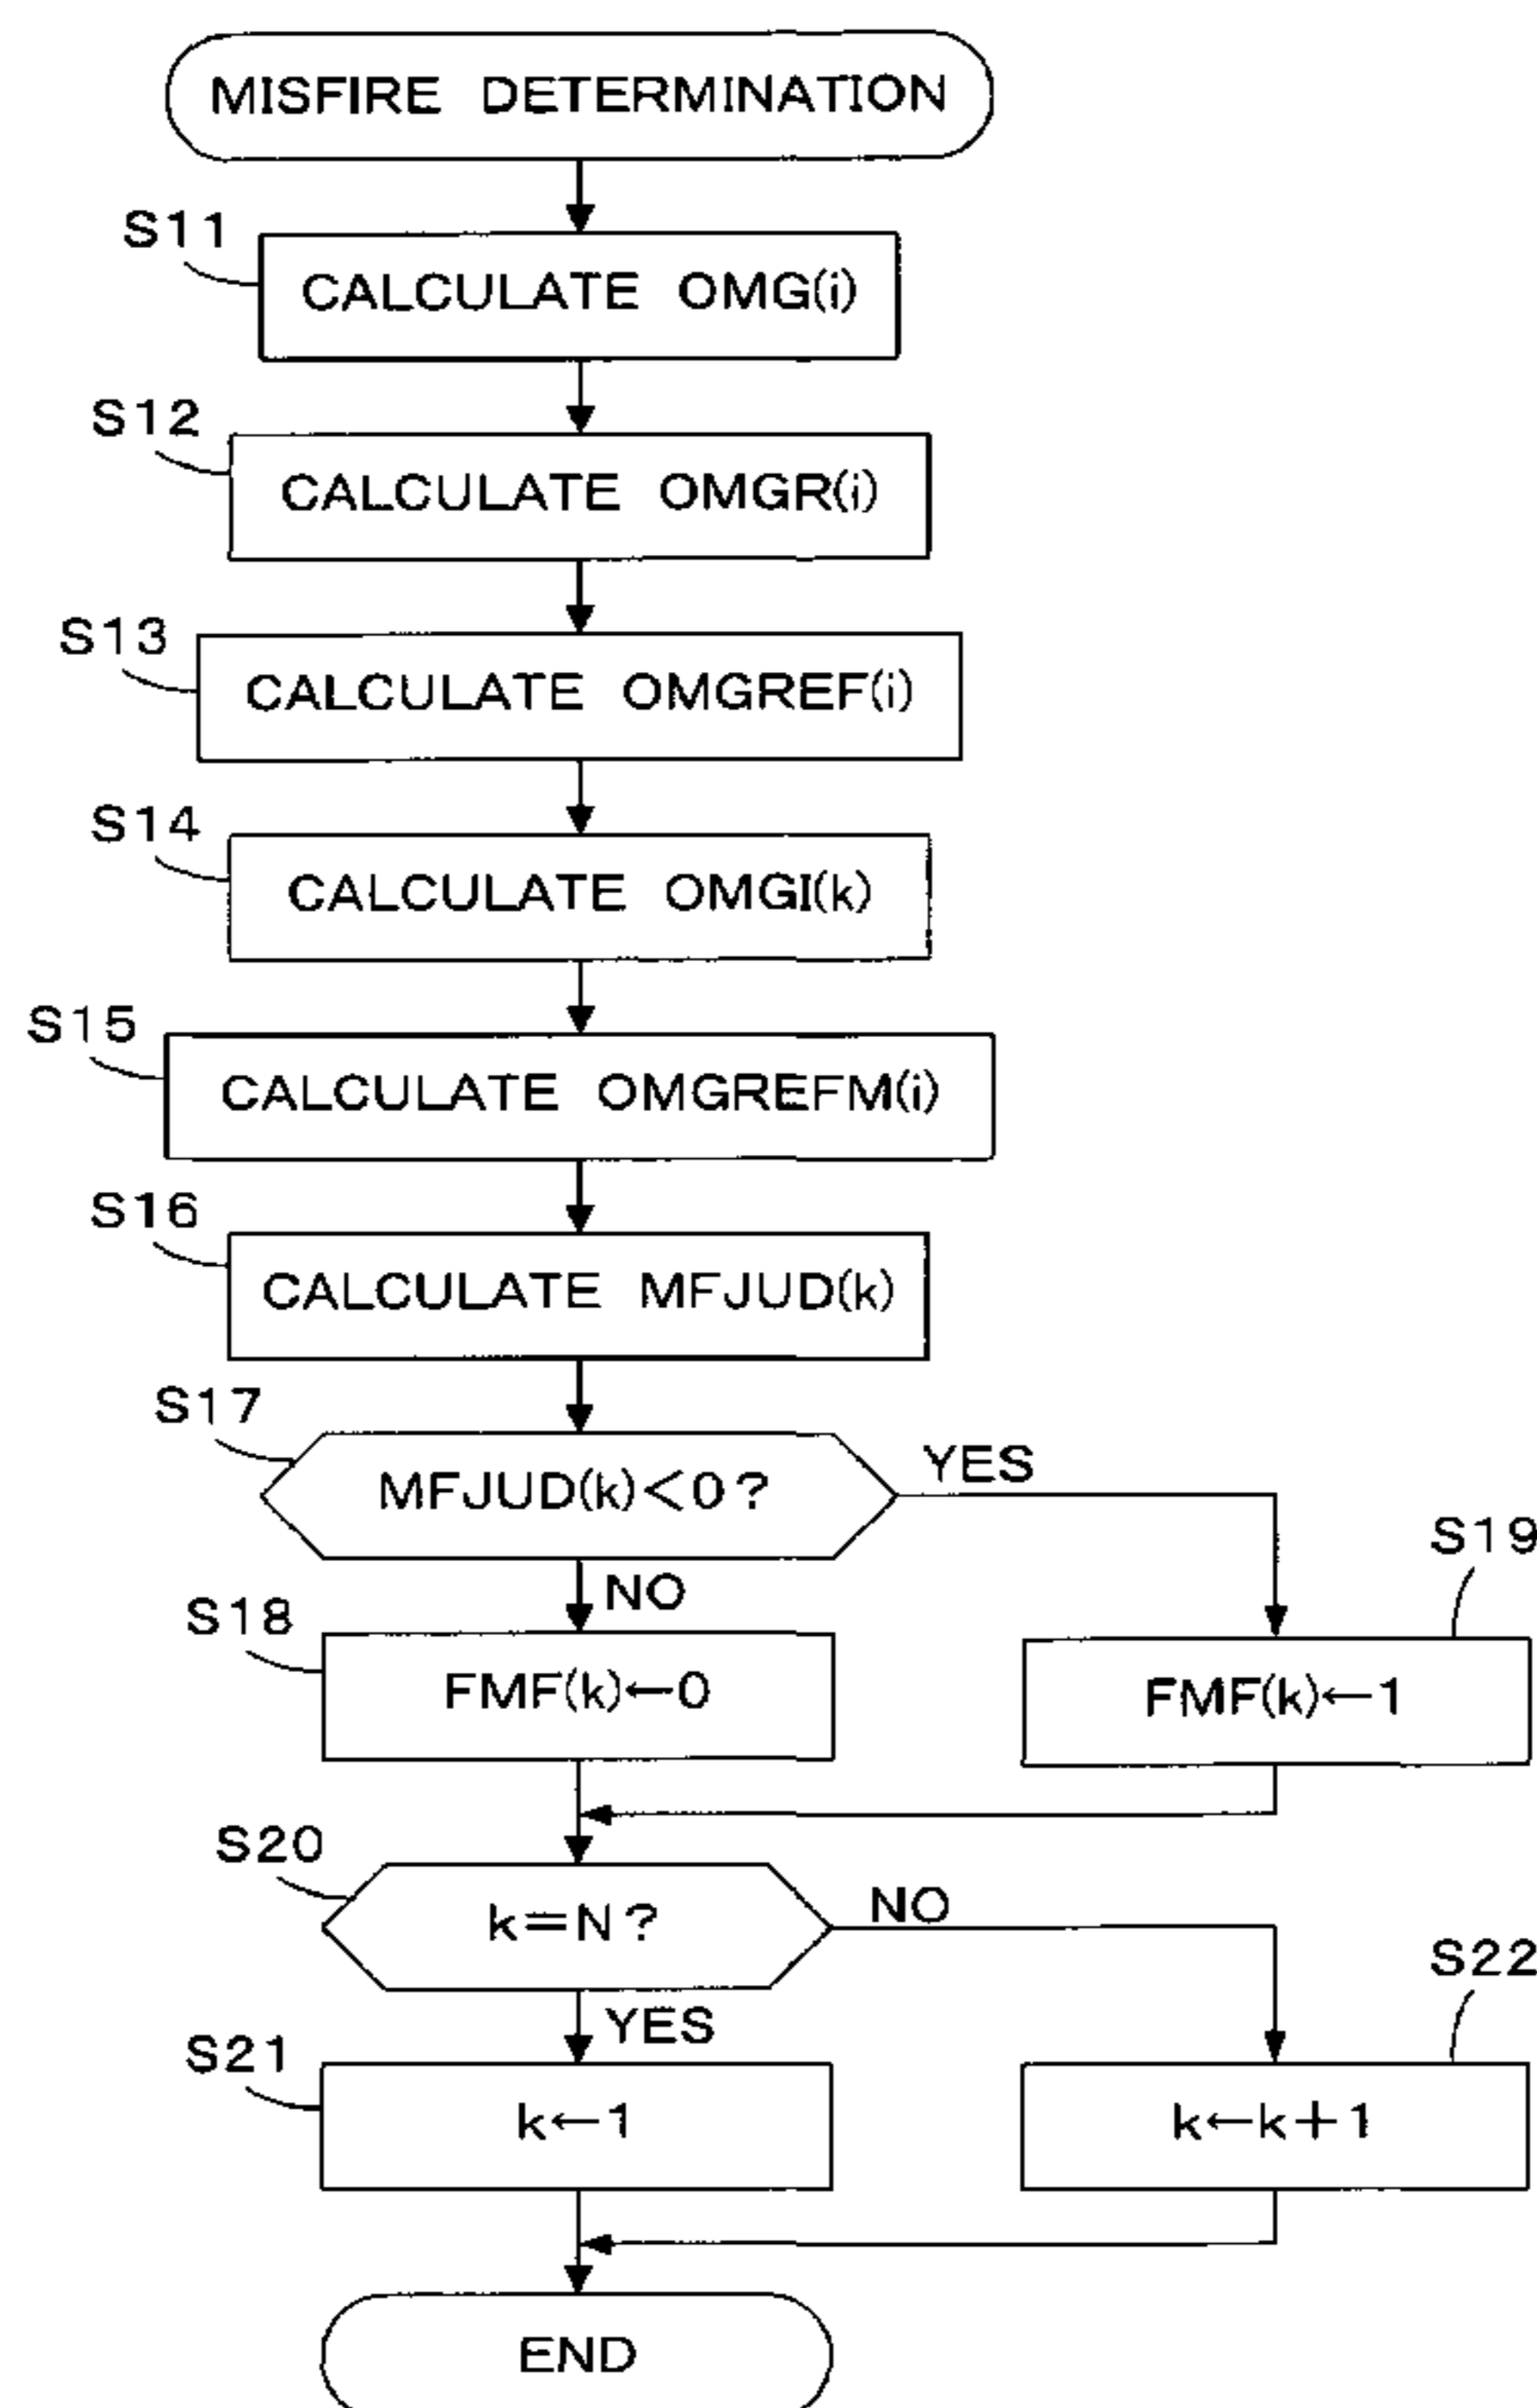 MISFIRE DETERMINATION
S11
CALCULATE OMG(i)
S12
CALCULATE OMGR(i)
S13
CALCULATE OMGREF(i)
S14
CALCULATE OMGI(k)
S15
CALCULATE OMGREFM(i)
S16
CALCULATE MFJUD(k)
S17
MFJUD(k)<0?
YES
NO
S19
S18
FMF(k)←0
FMF(k)←1
S20
k=N?
NO
YES
S22
S21
k←1
k←k+1
END